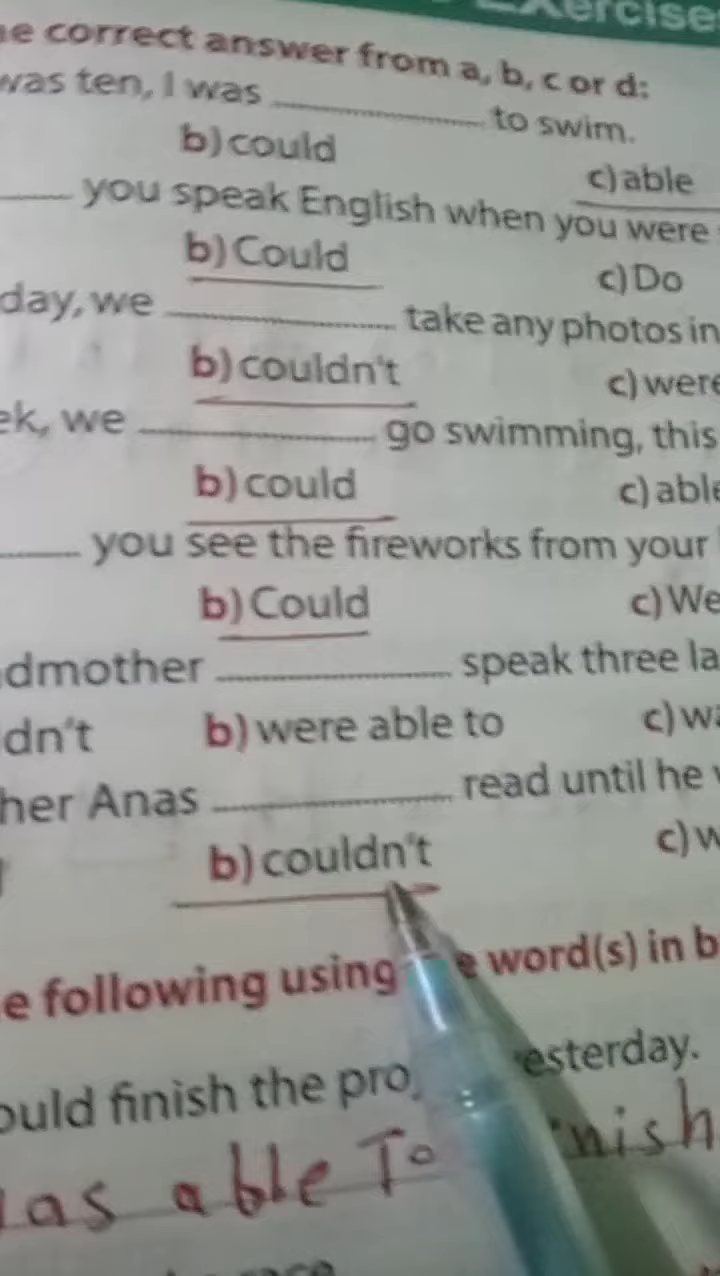 Exercise
e correct answer from a, b, c or d:
was ten, I was ............ to swim.
b) could c) able
you speak English when you were
b) Could c) Do
day, we ............ take any photos in
b) couldn't c) were
ek, we ............ go swimming, this
b) could c) able
you see the fireworks from your
b) Could c) We
dmother ............ speak three la
dn't b) were able to c) wa
her Anas ............ read until he
b) couldn't c) w
e following using e word(s) in b
ould finish the pro esterday.
as able To nish